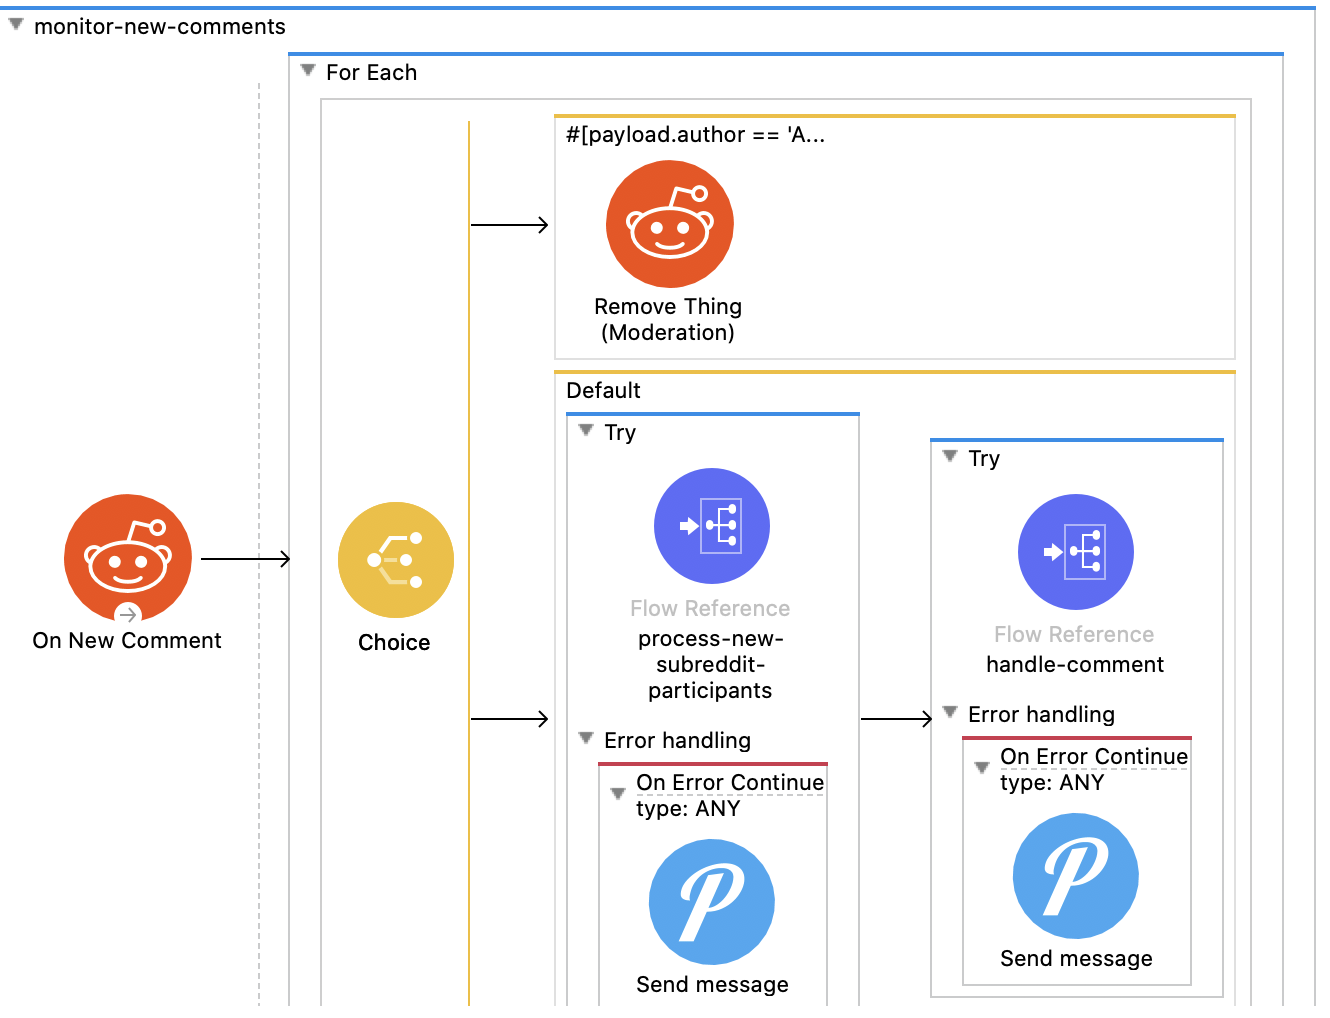 monitor-new-comments
For Each
#[payload.author == 'A...
Remove Thing
(Moderation)
Default
Try
Flow Reference
process-new-
subreddit-
participants
Error handling
On Error Continue
type: ANY
Send message
Try
Flow Reference
handle-comment
Error handling
On Error Continue
type: ANY
Send message
On New Comment
Choice